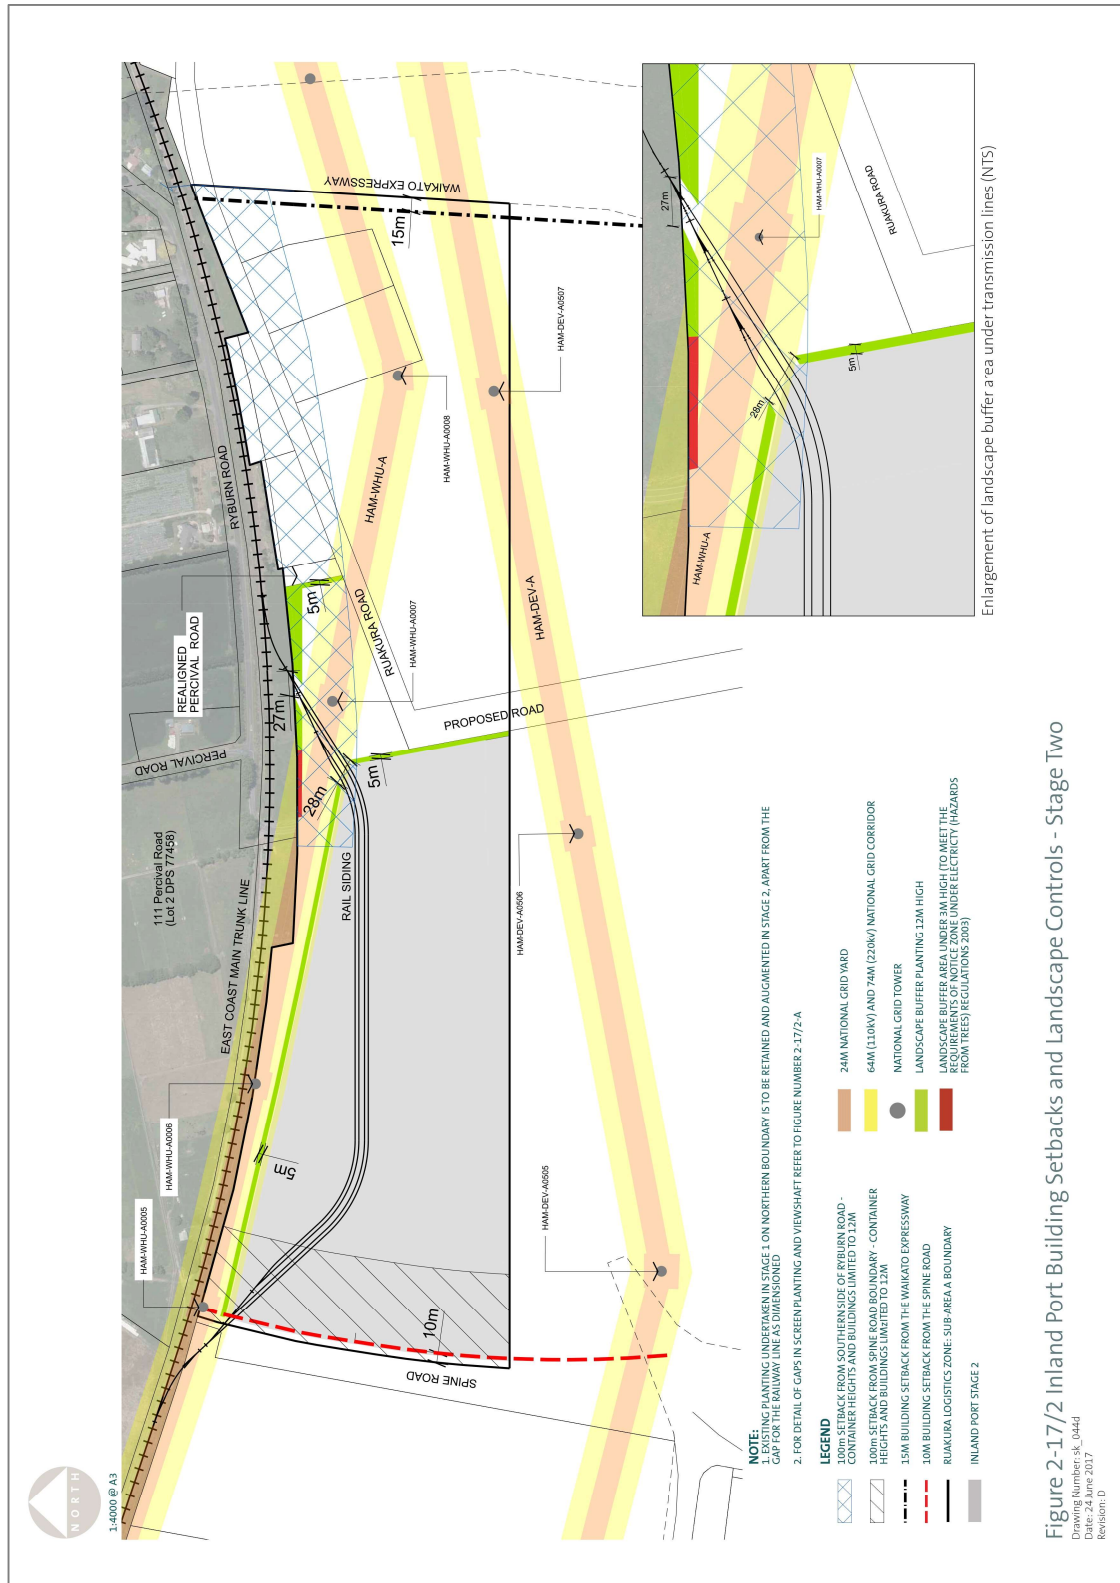 NORTH
1:4000 @ A3
RYBURN ROAD
REALIGNED
PERCIVAL ROAD
PERCIVAL ROAD
111 Percival Road
(Lot 2 DPS 77458)
EAST COAST MAIN TRUNK LINE
HAM-WHU-A0005
HAM-WHU-A0006
5m
RAIL SIDING
28m
27m
5m
5m
RUAKURA ROAD
HAM-WHU-A0007
HAM-WHU-A
HAM-WHU-A0008
WAIKATO EXPRESSWAY
15m
HAM-DEV-A0507
HAM-DEV-A
PROPOSED ROAD
HAM-DEV-A0506
HAM-DEV-A0505
10m
SPINE ROAD
27m
HAM-WHU-A0007
RUAKURA ROAD
5m
28m
HAM-WHU-A
Enlargement of landscape buffer area under transmission lines (NTS)
NOTE:
1. EXISTING PLANTING UNDERTAKEN IN STAGE 1 ON NORTHERN BOUNDARY IS TO BE RETAINED AND AUGMENTED IN STAGE 2, APART FROM THE
GAP FOR THE RAILWAY LINE AS DIMENSIONED
2. FOR DETAIL OF GAPS IN SCREEN PLANTING AND VIEWSHAFT REFER TO FIGURE NUMBER 2-17/2-A
LEGEND
100m SETBACK FROM SOUTHERN SIDE OF RYBURN ROAD -
CONTAINER HEIGHTS AND BUILDINGS LIMITED TO 12M
100m SETBACK FROM SPINE ROAD BOUNDARY - CONTAINER
HEIGHTS AND BUILDINGS LIMzITED TO 12M
15M BUILDING SETBACK FROM THE WAIKATO EXPRESSWAY
10M BUILDING SETBACK FROM THE SPINE ROAD
RUAKURA LOGISTICS ZONE: SUB-AREA A BOUNDARY
INLAND PORT STAGE 2
24M NATIONAL GRID YARD
64M (110kV) AND 74M (220kV) NATIONAL GRID CORRIDOR
NATIONAL GRID TOWER
LANDSCAPE BUFFER PLANTING 12M HIGH
LANDSCAPE BUFFER AREA UNDER 3M HIGH (TO MEET THE
REQUIREMENTS OF NOTICE ZONE UNDER ELECTRICTY (HAZARDS
FROM TREES) REGULATIONS 2003)
Figure 2-17/2 Inland Port Building Setbacks and Landscape Controls - Stage Two
Drawing Number: sk_044d
Date: 24 June 2017
Revision: D